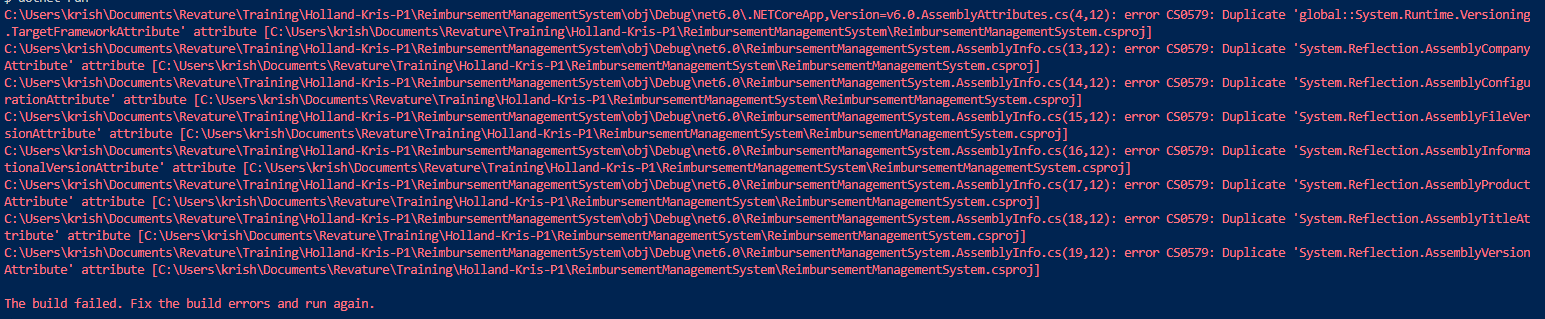 $ dotnet run
C:\Users\krish\Documents\Revature\Training\Holland-Kris-P1\ReimbursementManagementSystem\obj\Debug\net6.0\.NETCoreApp,Version=v6.0.AssemblyAttributes.cs(4,12): error CS0579: Duplicate 'global::System.Runtime.Versioning
.TargetFrameworkAttribute' attribute [C:\Users\krish\Documents\Revature\Training\Holland-Kris-P1\ReimbursementManagementSystem\ReimbursementManagementSystem.csproj]
C:\Users\krish\Documents\Revature\Training\Holland-Kris-P1\ReimbursementManagementSystem\obj\Debug\net6.0\ReimbursementManagementSystem.AssemblyInfo.cs(13,12): error CS0579: Duplicate 'System.Reflection.AssemblyCompany
Attribute' attribute [C:\Users\krish\Documents\Revature\Training\Holland-Kris-P1\ReimbursementManagementSystem\ReimbursementManagementSystem.csproj]
C:\Users\krish\Documents\Revature\Training\Holland-Kris-P1\ReimbursementManagementSystem\obj\Debug\net6.0\ReimbursementManagementSystem.AssemblyInfo.cs(14,12): error CS0579: Duplicate 'System.Reflection.AssemblyConfigu
rationAttribute' attribute [C:\Users\krish\Documents\Revature\Training\Holland-Kris-P1\ReimbursementManagementSystem\ReimbursementManagementSystem.csproj]
C:\Users\krish\Documents\Revature\Training\Holland-Kris-P1\ReimbursementManagementSystem\obj\Debug\net6.0\ReimbursementManagementSystem.AssemblyInfo.cs(15,12): error CS0579: Duplicate 'System.Reflection.AssemblyFileVer
sionAttribute' attribute [C:\Users\krish\Documents\Revature\Training\Holland-Kris-P1\ReimbursementManagementSystem\ReimbursementManagementSystem.csproj]
C:\Users\krish\Documents\Revature\Training\Holland-Kris-P1\ReimbursementManagementSystem\obj\Debug\net6.0\ReimbursementManagementSystem.AssemblyInfo.cs(16,12): error CS0579: Duplicate 'System.Reflection.AssemblyInforma
tionalVersionAttribute' attribute [C:\Users\krish\Documents\Revature\Training\Holland-Kris-P1\ReimbursementManagementSystem\ReimbursementManagementSystem.csproj]
C:\Users\krish\Documents\Revature\Training\Holland-Kris-P1\ReimbursementManagementSystem\obj\Debug\net6.0\ReimbursementManagementSystem.AssemblyInfo.cs(17,12): error CS0579: Duplicate 'System.Reflection.AssemblyProduct
Attribute' attribute [C:\Users\krish\Documents\Revature\Training\Holland-Kris-P1\ReimbursementManagementSystem\ReimbursementManagementSystem.csproj]
C:\Users\krish\Documents\Revature\Training\Holland-Kris-P1\ReimbursementManagementSystem\obj\Debug\net6.0\ReimbursementManagementSystem.AssemblyInfo.cs(18,12): error CS0579: Duplicate 'System.Reflection.AssemblyTitleAt
tribute' attribute [C:\Users\krish\Documents\Revature\Training\Holland-Kris-P1\ReimbursementManagementSystem\ReimbursementManagementSystem.csproj]
C:\Users\krish\Documents\Revature\Training\Holland-Kris-P1\ReimbursementManagementSystem\obj\Debug\net6.0\ReimbursementManagementSystem.AssemblyInfo.cs(19,12): error CS0579: Duplicate 'System.Reflection.AssemblyVersion
Attribute' attribute [C:\Users\krish\Documents\Revature\Training\Holland-Kris-P1\ReimbursementManagementSystem\ReimbursementManagementSystem.csproj]
The build failed. Fix the build errors and run again.